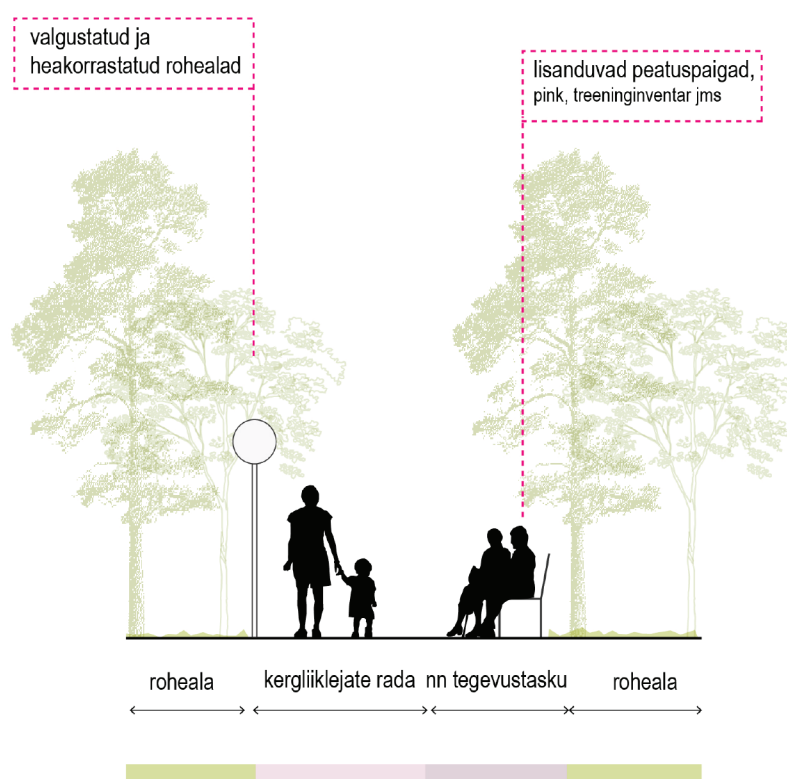 valgustatud ja
heakorrastatud rohealad
lisanduvad peatuspaigad,
pink, treeninginventar jms
roheala
kergliiklejate rada
nn tegevustasku
roheala